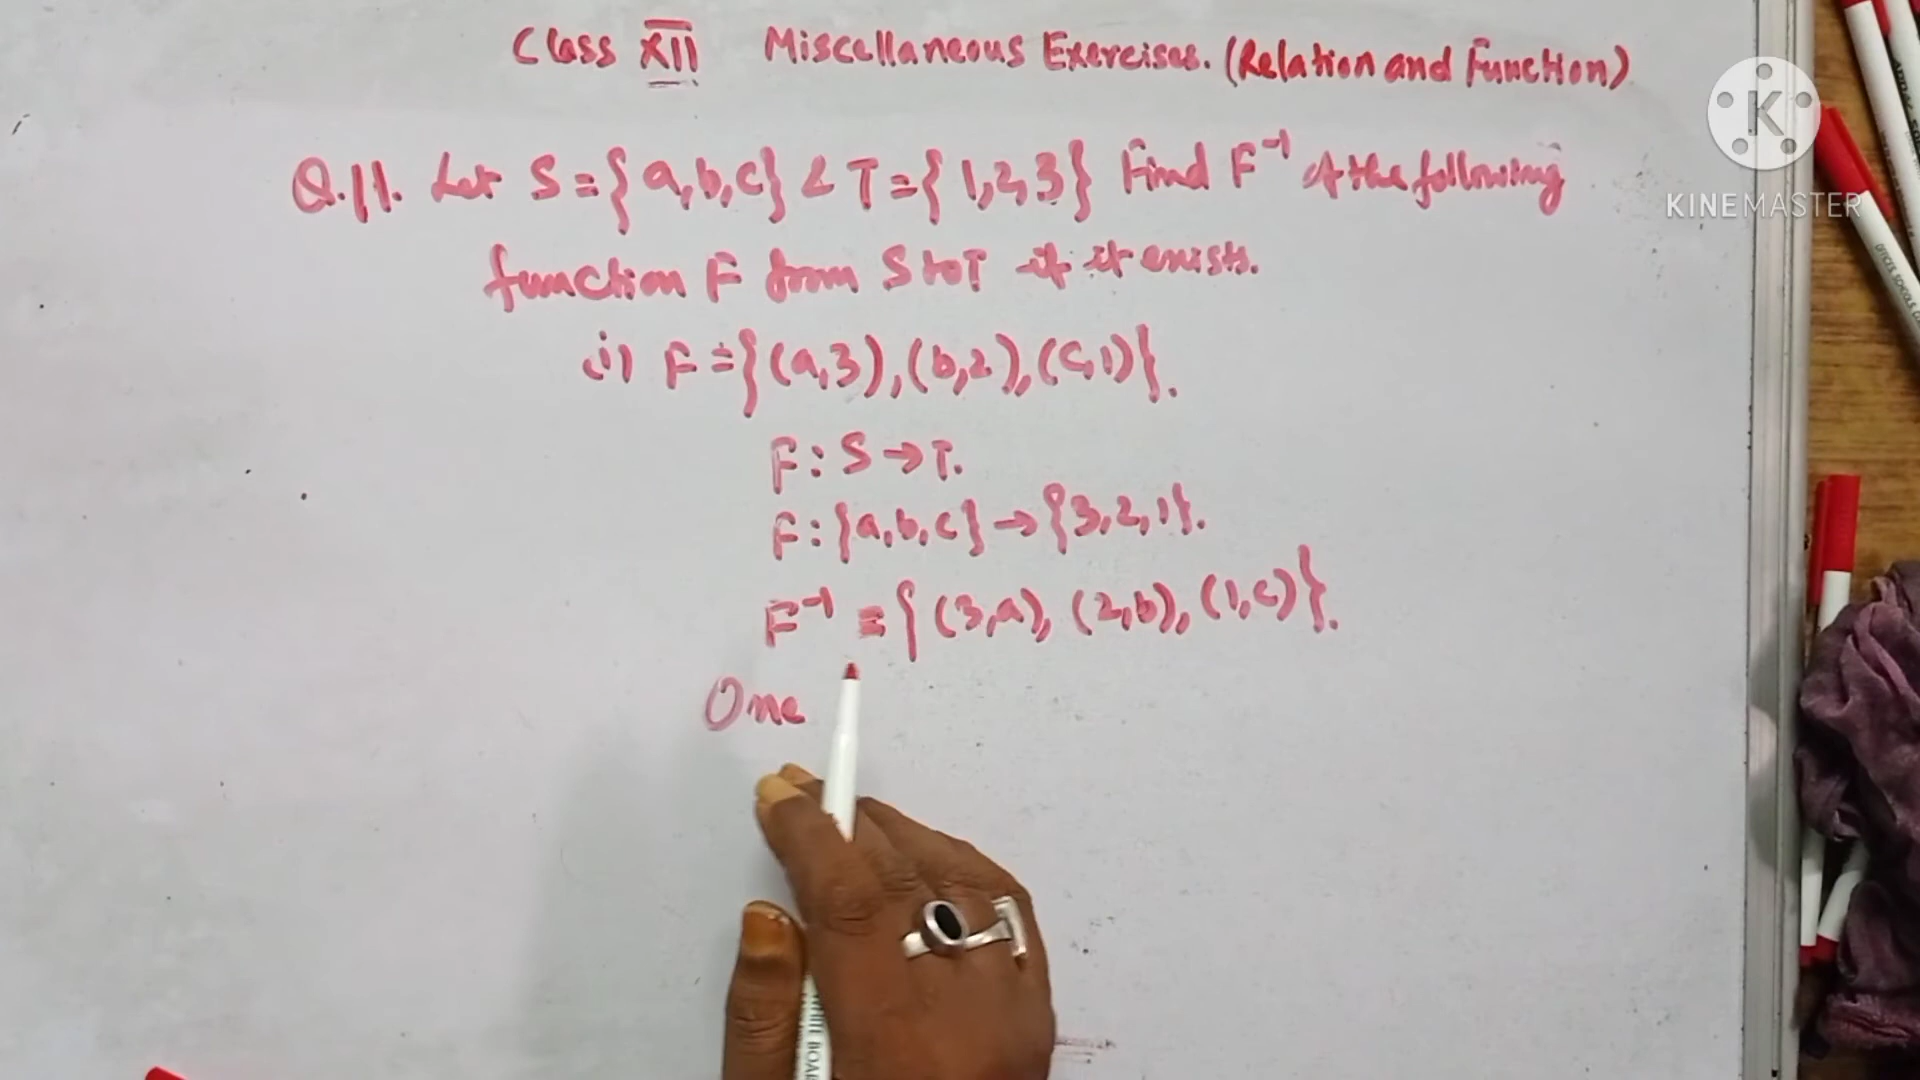 Class XII Miscellaneous Exercises. (Relation and Function)
K
KINEMASTER
Q.11. Let S = {a,b,c} & T = {1,2,3} Find F⁻¹ of the following
function F from S to T if it exists.
(i) F = {(a,3),(b,2),(c,1)}.
F : S → T.
F : {a,b,c} → {3,2,1}.
F⁻¹ = {(3,a),(2,b),(1,c)}.
One